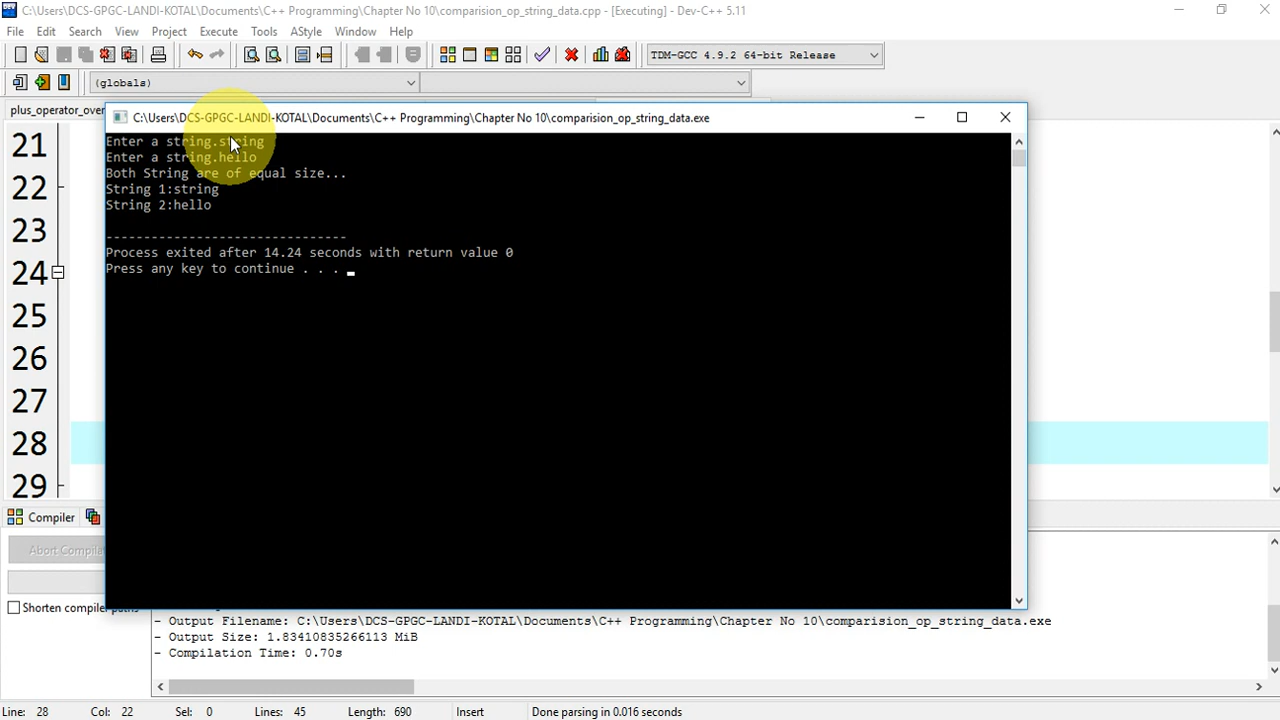 C:\Users\DCS-GPGC-LANDI-KOTAL\Documents\C++ Programming\Chapter No 10\comparision_op_string_data.cpp - [Executing] - Dev-C++ 5.11
File Edit Search View Project Execute Tools AStyle Window Help
TDM-GCC 4.9.2 64-bit Release
(globals)
plus_operator_over
C:\Users\DCS-GPGC-LANDI-KOTAL\Documents\C++ Programming\Chapter No 10\comparision_op_string_data.exe
Enter a string.string
Enter a string.hello
Both String are of equal size...
String 1:string
String 2:hello
--------------------------------
Process exited after 14.24 seconds with return value 0
Press any key to continue . . .
21
22
23
24
25
26
27
28
29
Compiler
Abort Compila
Shorten compiler paths
- Output Filename: C:\Users\DCS-GPGC-LANDI-KOTAL\Documents\C++ Programming\Chapter No 10\comparision_op_string_data.exe
- Output Size: 1.83410835266113 MiB
- Compilation Time: 0.70s
Line: 28 Col: 22 Sel: 0 Lines: 45 Length: 690 Insert Done parsing in 0.016 seconds